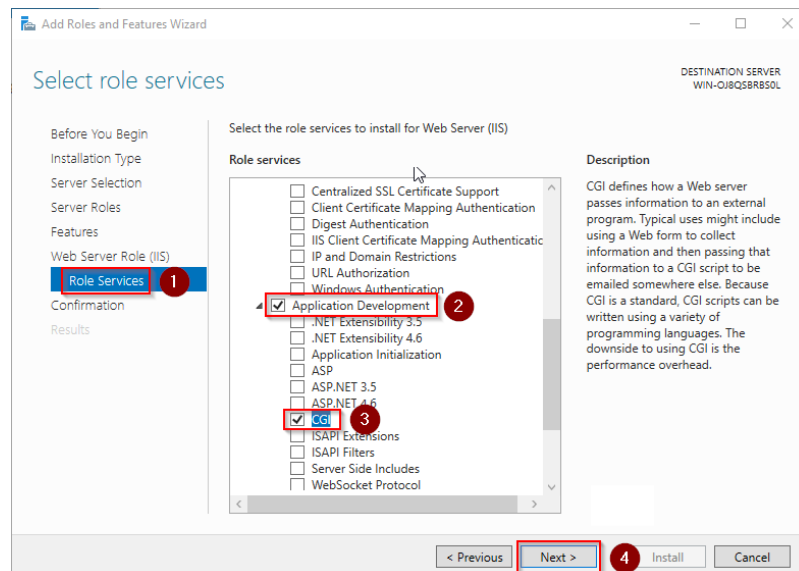 Add Roles and Features Wizard
Select role services
DESTINATION SERVER
WIN-OJ8QSBRBS0L
Before You Begin
Installation Type
Server Selection
Server Roles
Features
Web Server Role (IIS)
Role Services
1
Confirmation
Results
Select the role services to install for Web Server (IIS)
Role services
Centralized SSL Certificate Support
Client Certificate Mapping Authentication
Digest Authentication
IIS Client Certificate Mapping Authenticatic
IP and Domain Restrictions
URL Authorization
Windows Authentication
Application Development
2
.NET Extensibility 3.5
.NET Extensibility 4.6
Application Initialization
ASP
ASP.NET 3.5
ASP.NET 4.6
CGI
3
ISAPI Extensions
ISAPI Filters
Server Side Includes
WebSocket Protocol
Description
CGI defines how a Web server
passes information to an external
program. Typical uses might include
using a Web form to collect
information and then passing that
information to a CGI script to be
emailed somewhere else. Because
CGI is a standard, CGI scripts can be
written using a variety of
programming languages. The
downside to using CGI is the
performance overhead.
< Previous
Next >
4
Install
Cancel